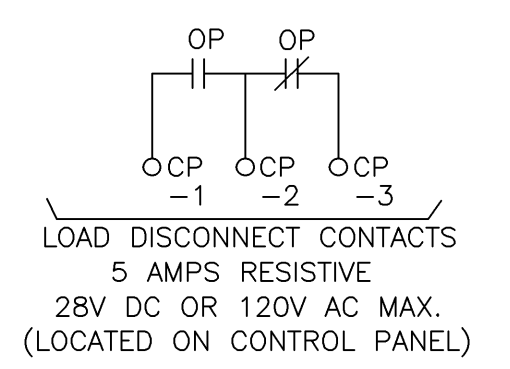 OP OP
CP CP CP
-1 -2 -3
LOAD DISCONNECT CONTACTS
5 AMPS RESISTIVE
28V DC OR 120V AC MAX.
(LOCATED ON CONTROL PANEL)